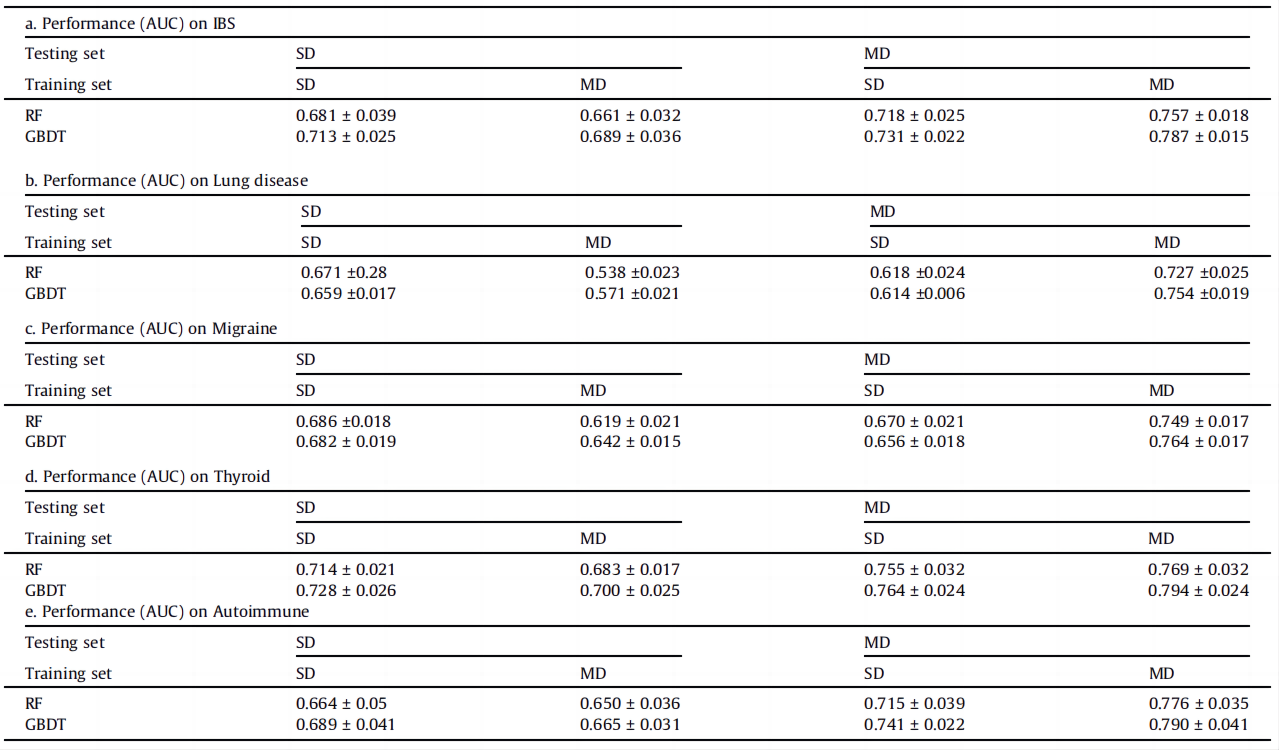 a. Performance (AUC) on IBS
Testing set SD MD
Training set SD MD SD MD
RF 0.681 ± 0.039 0.661 ± 0.032 0.718 ± 0.025 0.757 ± 0.018
GBDT 0.713 ± 0.025 0.689 ± 0.036 0.731 ± 0.022 0.787 ± 0.015
b. Performance (AUC) on Lung disease
Testing set SD MD
Training set SD MD SD MD
RF 0.671 ±0.28 0.538 ±0.023 0.618 ±0.024 0.727 ±0.025
GBDT 0.659 ±0.017 0.571 ±0.021 0.614 ±0.006 0.754 ±0.019
c. Performance (AUC) on Migraine
Testing set SD MD
Training set SD MD SD MD
RF 0.686 ±0.018 0.619 ± 0.021 0.670 ± 0.021 0.749 ± 0.017
GBDT 0.682 ± 0.019 0.642 ± 0.015 0.656 ± 0.018 0.764 ± 0.017
d. Performance (AUC) on Thyroid
Testing set SD MD
Training set SD MD SD MD
RF 0.714 ± 0.021 0.683 ± 0.017 0.755 ± 0.032 0.769 ± 0.032
GBDT 0.728 ± 0.026 0.700 ± 0.025 0.764 ± 0.024 0.794 ± 0.024
e. Performance (AUC) on Autoimmune
Testing set SD MD
Training set SD MD SD MD
RF 0.664 ± 0.05 0.650 ± 0.036 0.715 ± 0.039 0.776 ± 0.035
GBDT 0.689 ± 0.041 0.665 ± 0.031 0.741 ± 0.022 0.790 ± 0.041